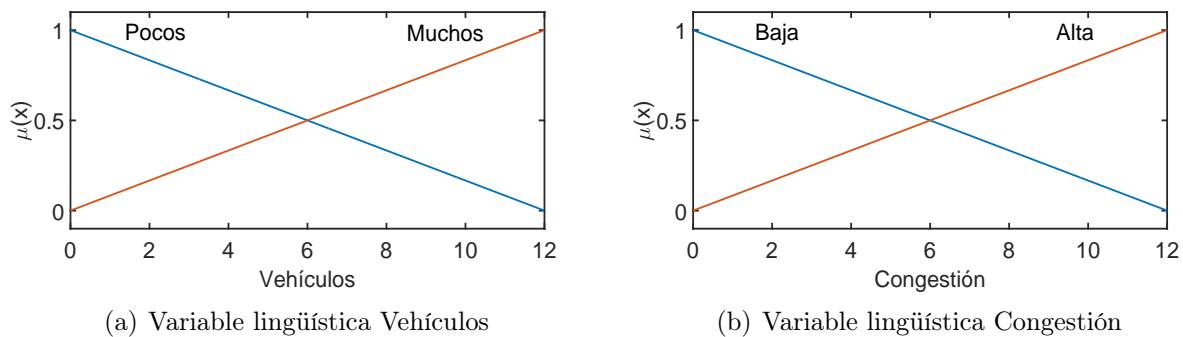 Pocos Muchos
1
0.5
0
μ(x)
0 2 4 6 8 10 12
Vehículos
(a) Variable lingüística Vehículos
Baja Alta
1
0.5
0
μ(x)
0 2 4 6 8 10 12
Congestión
(b) Variable lingüística Congestión